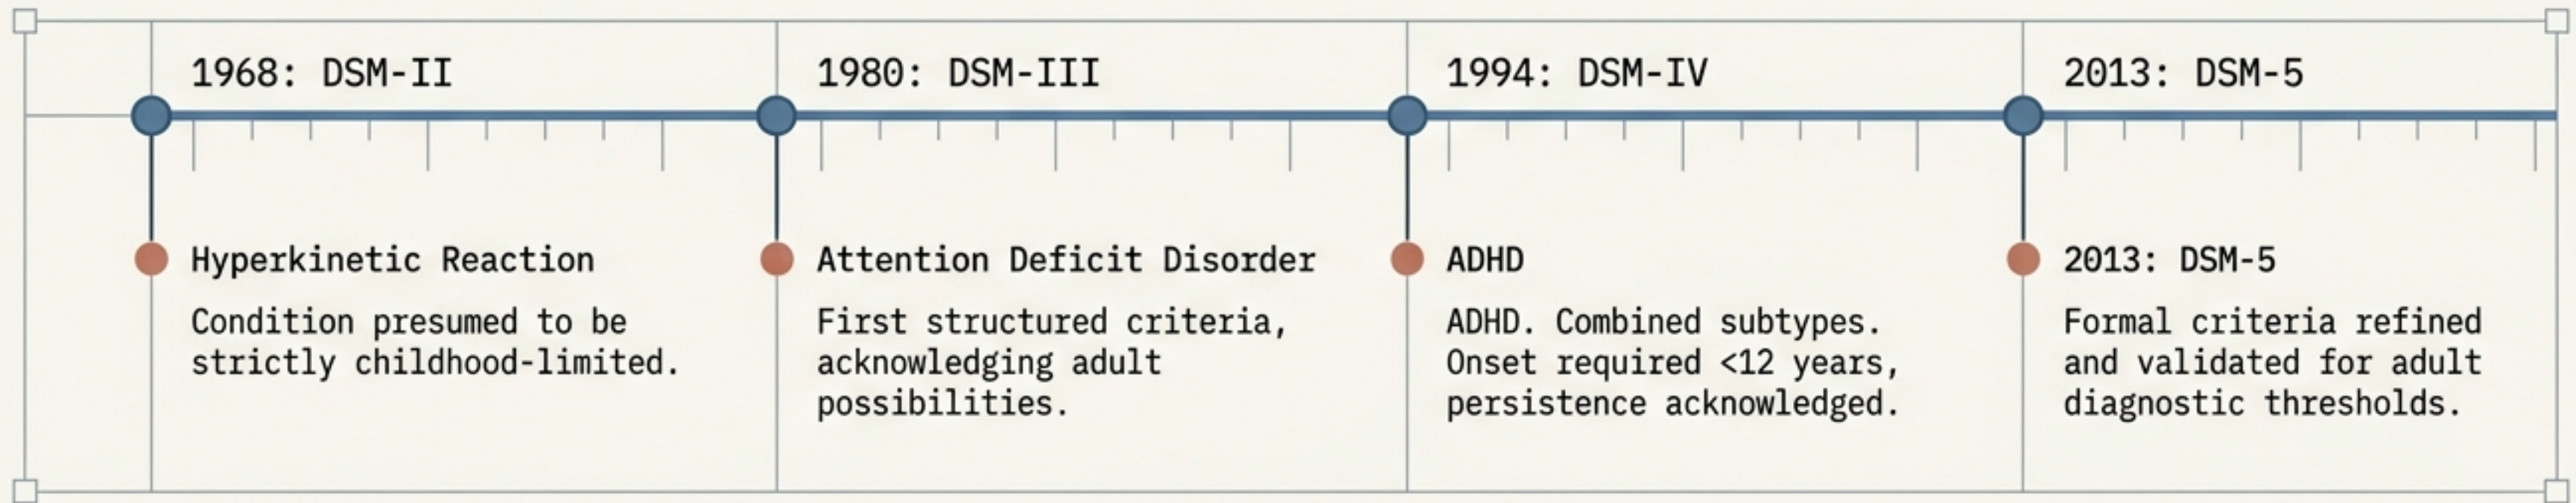 1968: DSM-II
Hyperkinetic Reaction
Condition presumed to be
strictly childhood-limited.
1980: DSM-III
Attention Deficit Disorder
First structured criteria,
acknowledging adult
possibilities.
1994: DSM-IV
ADHD
ADHD. Combined subtypes.
Onset required <12 years,
persistence acknowledged.
2013: DSM-5
2013: DSM-5
Formal criteria refined
and validated for adult
diagnostic thresholds.